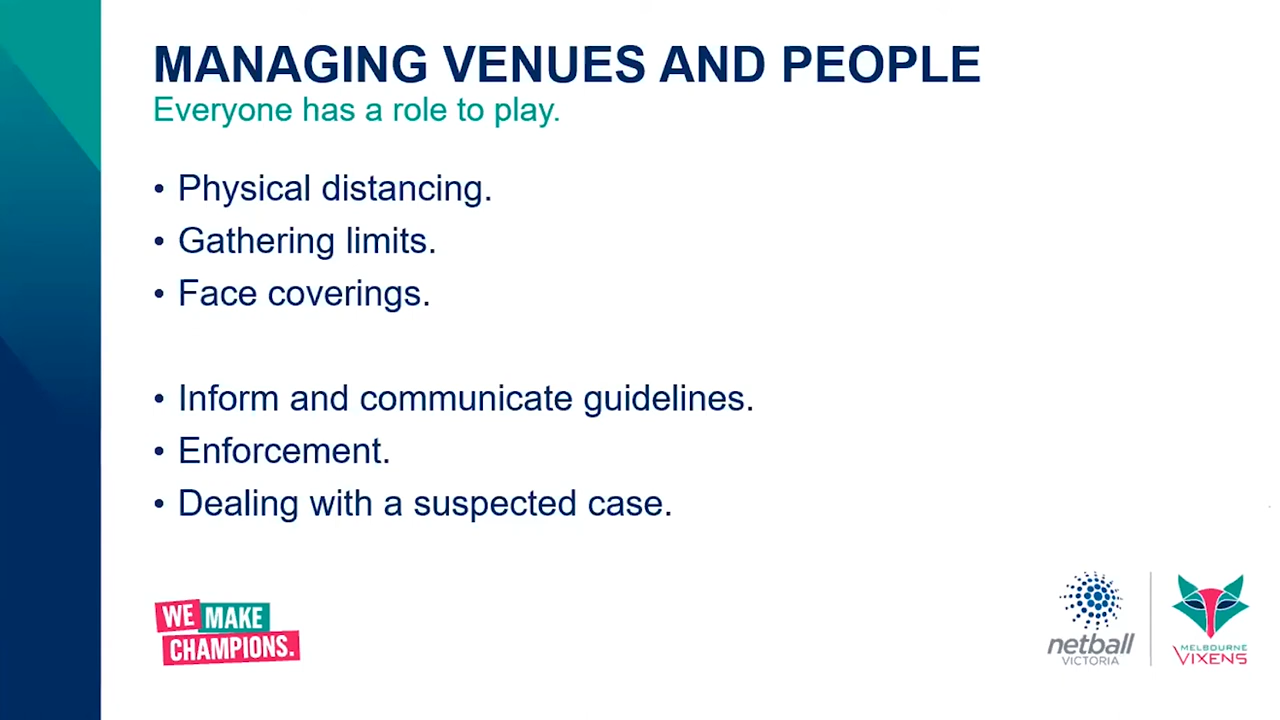 MANAGING VENUES AND PEOPLE
Everyone has a role to play.
• Physical distancing.
• Gathering limits.
• Face coverings.
• Inform and communicate guidelines.
• Enforcement.
• Dealing with a suspected case.
WE MAKE
CHAMPIONS.
netball
VICTORIA
MELBOURNE
VIXENS